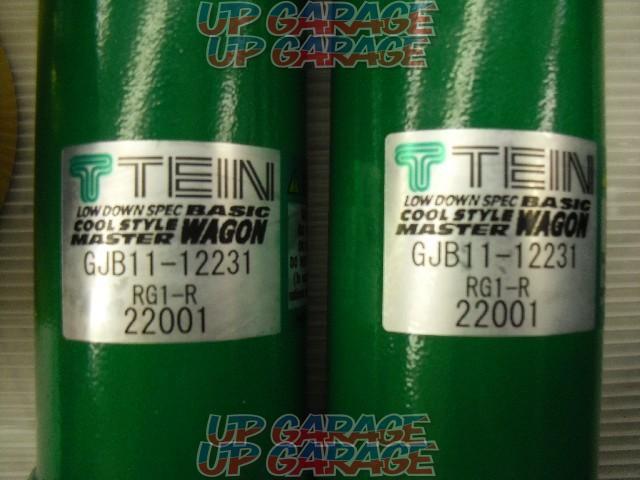 UP GARAGE
UP GARAGE
TEIN
LOW DOWN SPEC BASIC
COOL STYLE
MASTER WAGON
GJB11-12231
RG1-R
22001
TEIN
LOW DOWN SPEC BASIC
COOL STYLE
MASTER WAGON
GJB11-12231
RG1-R
22001
UP GARAGE
UP GARAGE